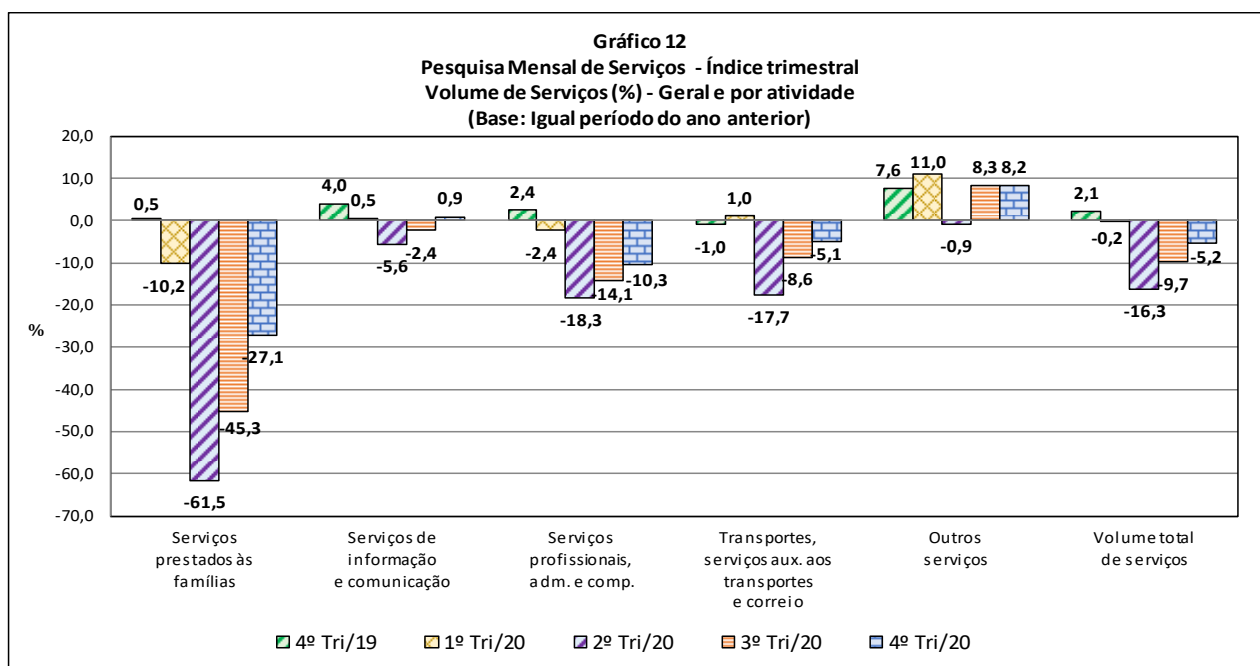 Gráfico 12
Pesquisa Mensal de Serviços - Índice trimestral
Volume de Serviços (%) - Geral e por atividade
(Base: Igual período do ano anterior)
20,0
10,0
0,0
-10,0
-20,0
-30,0
-40,0
-50,0
-60,0
-70,0
%
0,5
-10,2
-61,5
-45,3
-27,1
4,0
0,5
-5,6
-2,4
0,9
2,4
-2,4
-18,3
-14,1
-10,3
-1,0
1,0
-17,7
-8,6
-5,1
7,6
11,0
-0,9
8,3
8,2
2,1
-0,2
-16,3
-9,7
-5,2
Serviços
prestados às
famílias
Serviços de
informação
e comunicação
Serviços
profissionais,
adm. e comp.
Transportes,
serviços aux. aos
transportes
e correio
Outros
serviços
Volume total
de serviços
4º Tri/19
1º Tri/20
2º Tri/20
3º Tri/20
4º Tri/20